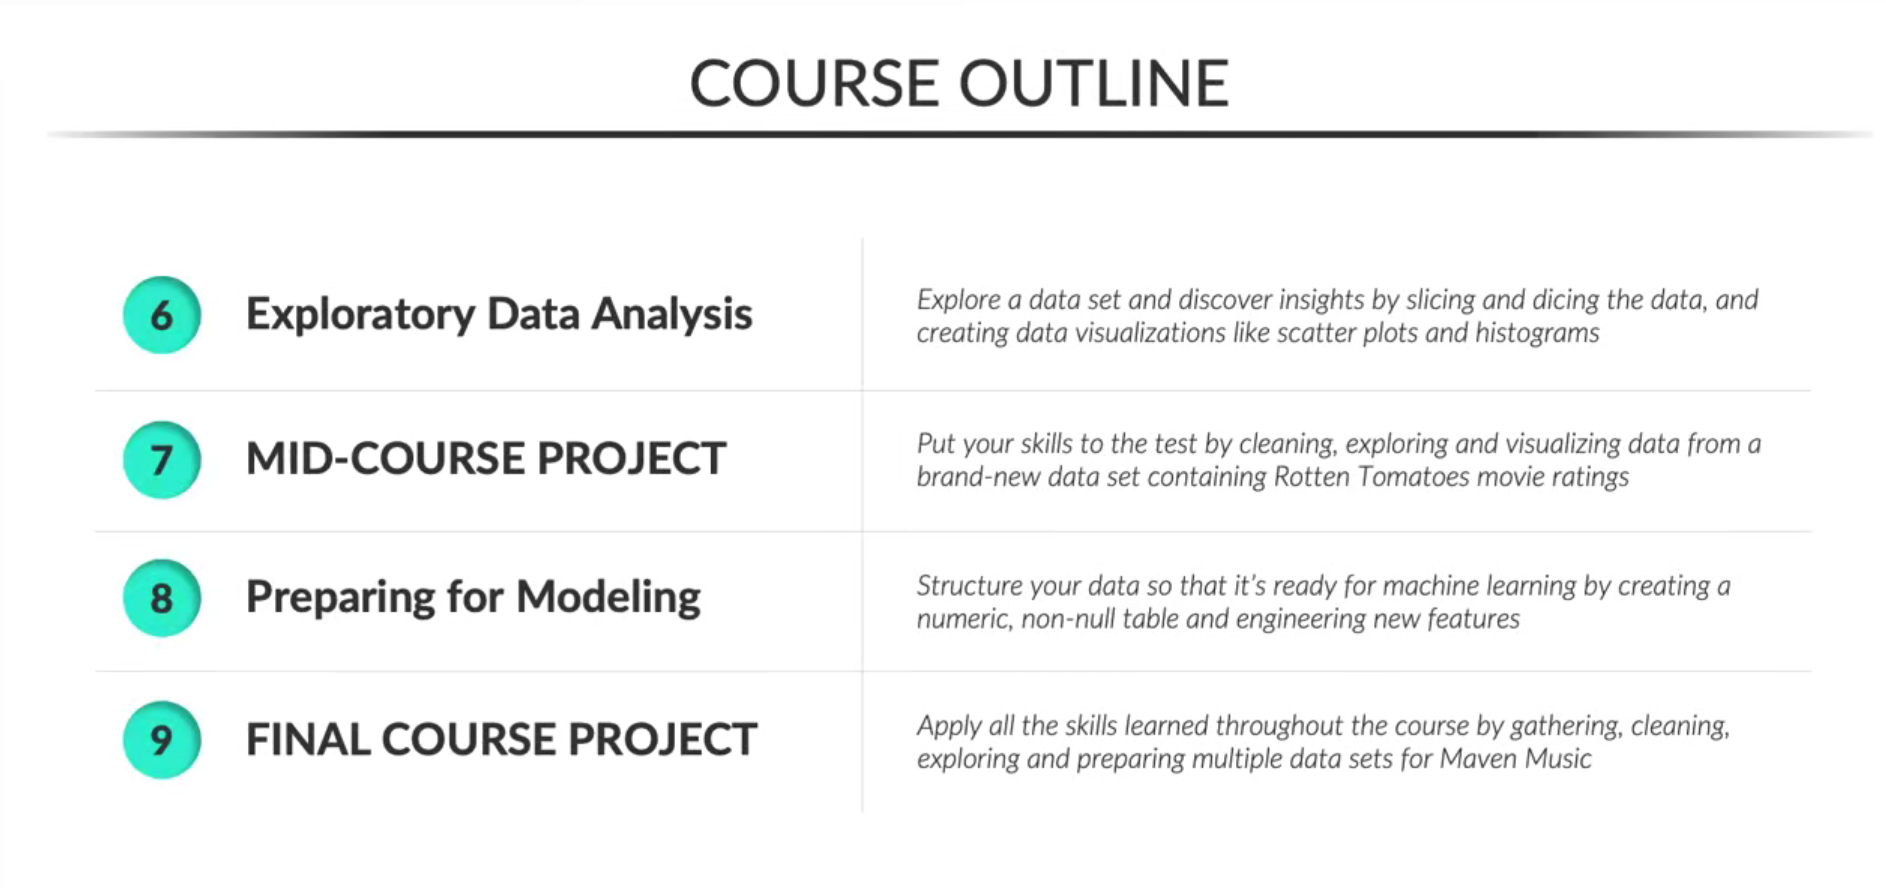 COURSE OUTLINE
6
Exploratory Data Analysis
Explore a data set and discover insights by slicing and dicing the data, and
creating data visualizations like scatter plots and histograms
7
MID-COURSE PROJECT
Put your skills to the test by cleaning, exploring and visualizing data from a
brand-new data set containing Rotten Tomatoes movie ratings
8
Preparing for Modeling
Structure your data so that it's ready for machine learning by creating a
numeric, non-null table and engineering new features
9
FINAL COURSE PROJECT
Apply all the skills learned throughout the course by gathering, cleaning,
exploring and preparing multiple data sets for Maven Music